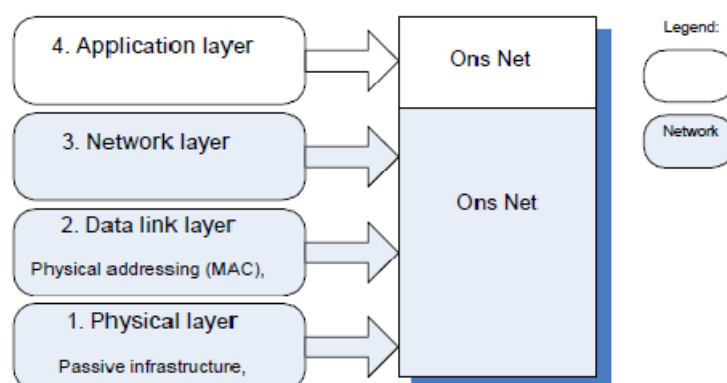 4. Application layer
Ons Net
Legend:
3. Network layer
Network
2. Data link layer
Physical addressing (MAC),
Ons Net
1. Physical layer
Passive infrastructure,